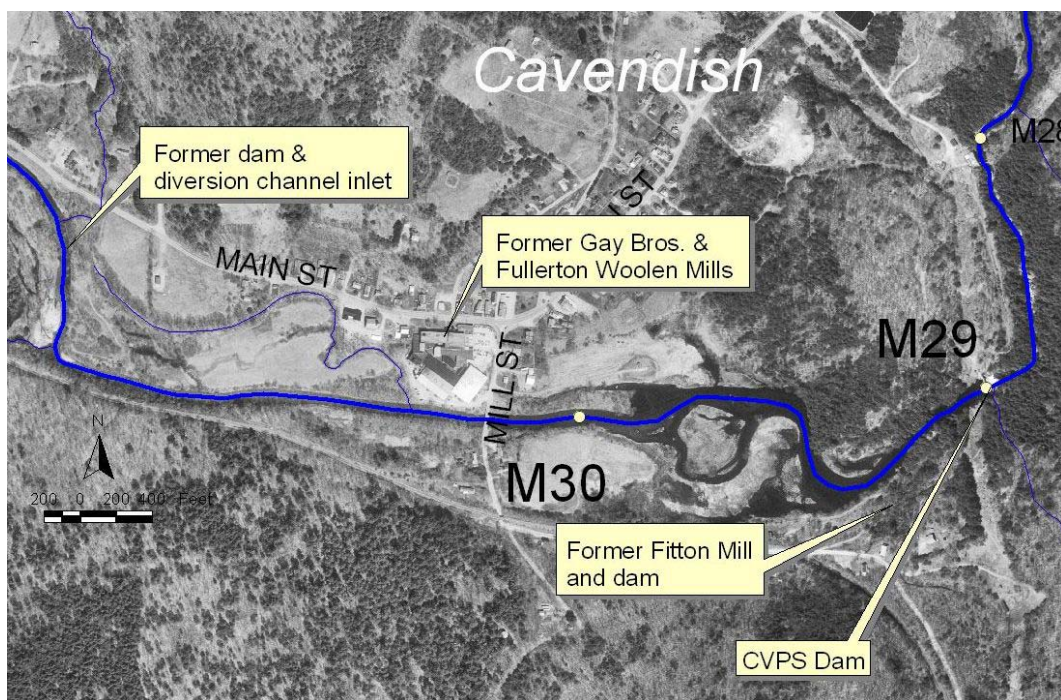 Cavendish
M28
Former dam &
diversion channel inlet
N ST
Former Gay Bros. &
Fullerton Woolen Mills
MAIN ST
M29
MILL ST
N
M30
200 0 200 400 Feet
Former Fitton Mill
and dam
CVPS Dam